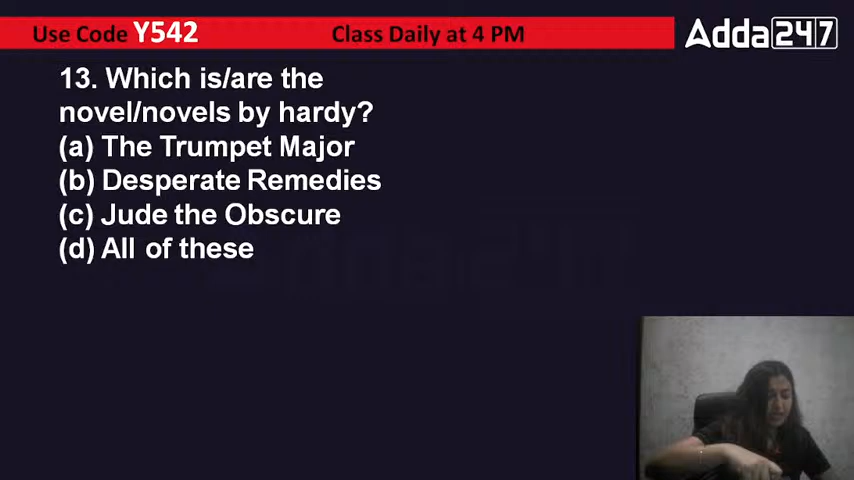 Use Code Y542 Class Daily at 4 PM Adda247
13. Which is/are the
novel/novels by hardy?
(a) The Trumpet Major
(b) Desperate Remedies
(c) Jude the Obscure
(d) All of these